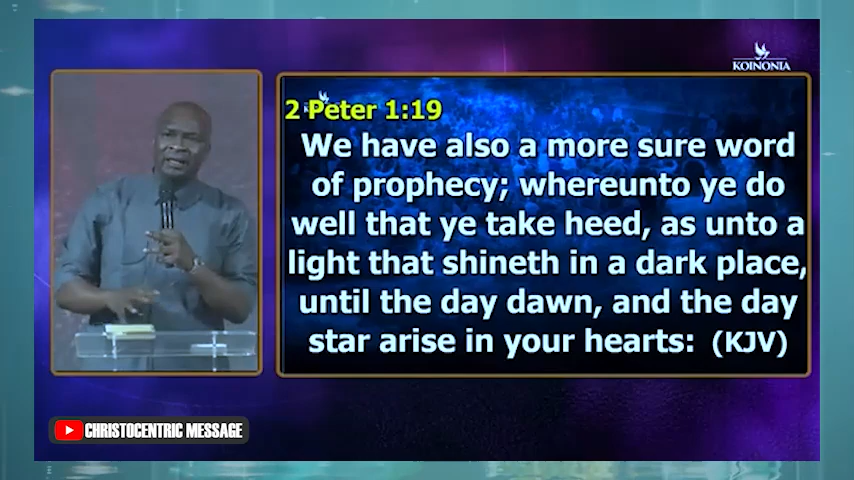 KOINONIA
2 Peter 1:19
We have also a more sure word
of prophecy; whereunto ye do
well that ye take heed, as unto a
light that shineth in a dark place,
until the day dawn, and the day
star arise in your hearts: (KJV)
CHRISTOCENTRIC MESSAGE